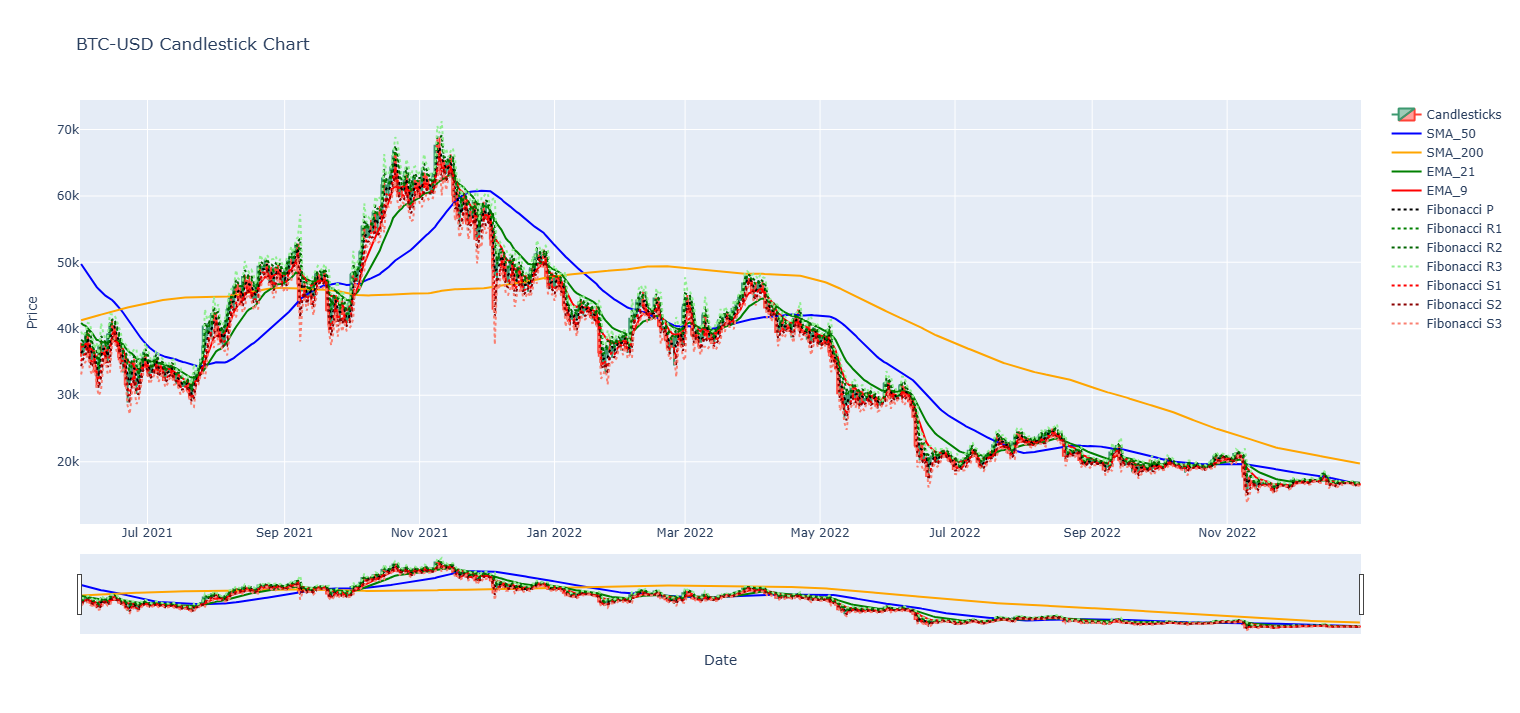 BTC-USD Candlestick Chart
Price
70k
60k
50k
40k
30k
20k
Jul 2021
Sep 2021
Nov 2021
Jan 2022
Mar 2022
May 2022
Jul 2022
Sep 2022
Nov 2022
Date
Candlesticks
SMA_50
SMA_200
EMA_21
EMA_9
Fibonacci P
Fibonacci R1
Fibonacci R2
Fibonacci R3
Fibonacci S1
Fibonacci S2
Fibonacci S3